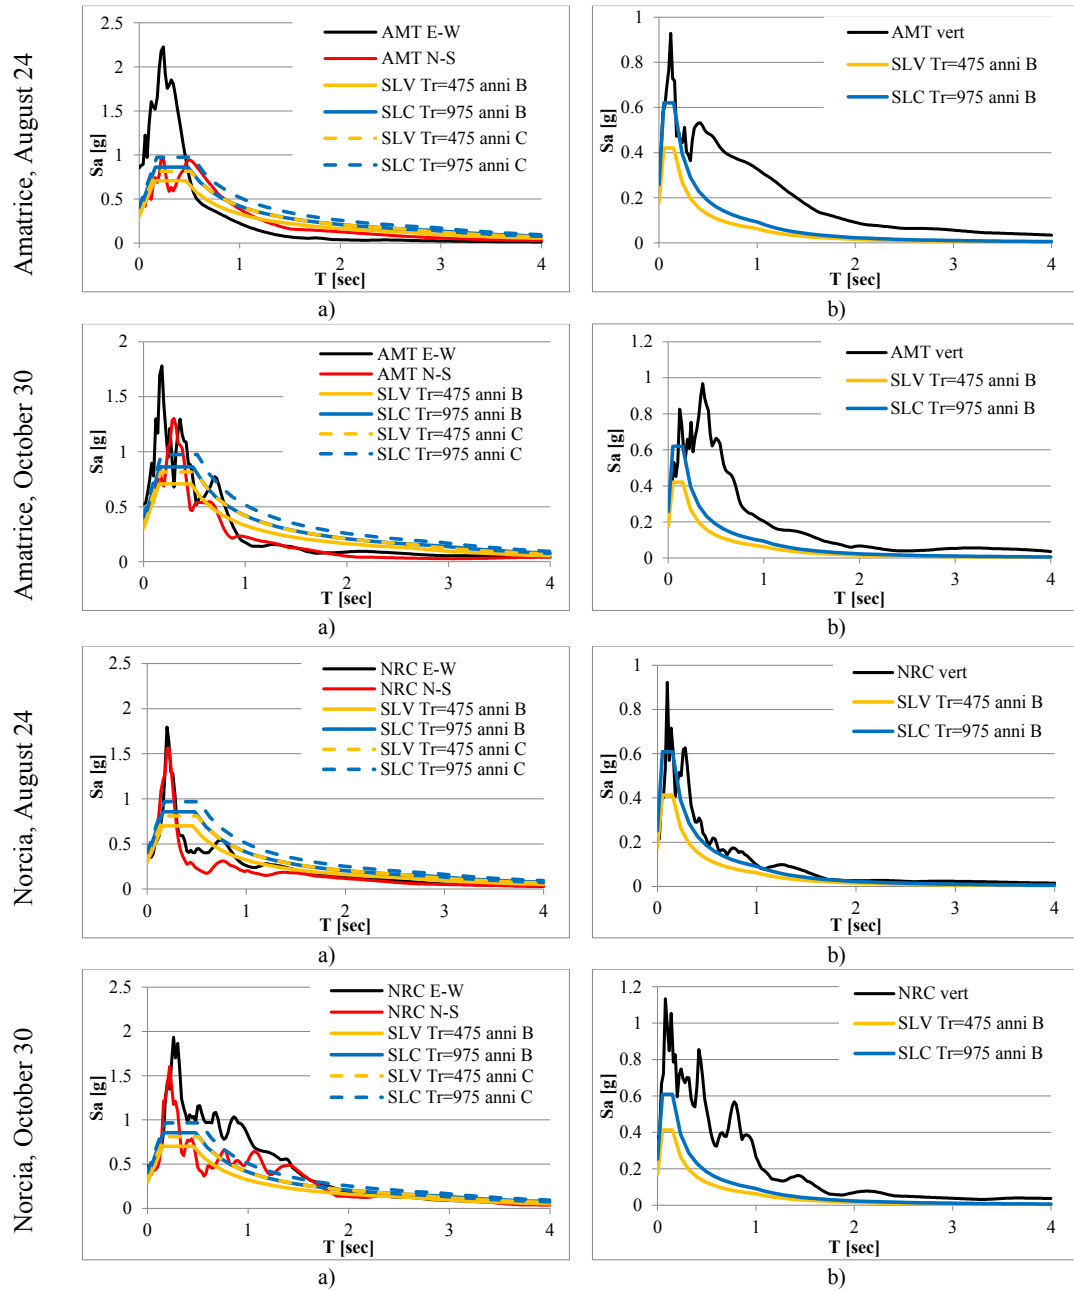 Amatrice, August 24
Sa [g]
2.5
2
1.5
1
0.5
0
0
1
2
3
4
T [sec]
AMT E-W
AMT N-S
SLV Tr=475 anni B
SLC Tr=975 anni B
SLV Tr=475 anni C
SLC Tr=975 anni C
a)
Sa [g]
1
0.8
0.6
0.4
0.2
0
0
1
2
3
4
T [sec]
AMT vert
SLV Tr=475 anni B
SLC Tr=975 anni B
b)
Amatrice, October 30
Sa [g]
2
1.5
1
0.5
0
0
1
2
3
4
T [sec]
AMT E-W
AMT N-S
SLV Tr=475 anni B
SLC Tr=975 anni B
SLV Tr=475 anni C
SLC Tr=975 anni C
a)
Sa [g]
1.2
1
0.8
0.6
0.4
0.2
0
0
1
2
3
4
T [sec]
AMT vert
SLV Tr=475 anni B
SLC Tr=975 anni B
b)
Norcia, August 24
Sa [g]
2.5
2
1.5
1
0.5
0
0
1
2
3
4
T [sec]
NRC E-W
NRC N-S
SLV Tr=475 anni B
SLC Tr=975 anni B
SLV Tr=475 anni C
SLC Tr=975 anni C
a)
Sa [g]
1
0.8
0.6
0.4
0.2
0
0
1
2
3
4
T [sec]
NRC vert
SLV Tr=475 anni B
SLC Tr=975 anni B
b)
Norcia, October 30
Sa [g]
2.5
2
1.5
1
0.5
0
0
1
2
3
4
T [sec]
NRC E-W
NRC N-S
SLV Tr=475 anni B
SLC Tr=975 anni B
SLV Tr=475 anni C
SLC Tr=975 anni C
a)
Sa [g]
1.2
1
0.8
0.6
0.4
0.2
0
0
1
2
3
4
T [sec]
NRC vert
SLV Tr=475 anni B
SLC Tr=975 anni B
b)